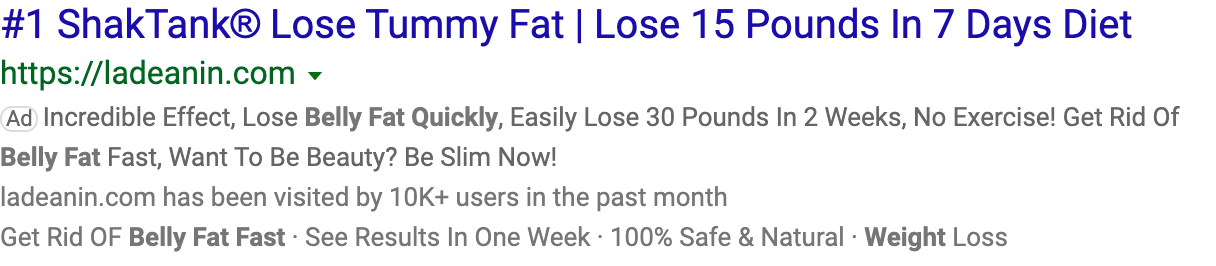 #1 ShakTank® Lose Tummy Fat | Lose 15 Pounds In 7 Days Diet
https://ladeanin.com
Ad Incredible Effect, Lose Belly Fat Quickly, Easily Lose 30 Pounds In 2 Weeks, No Exercise! Get Rid Of
Belly Fat Fast, Want To Be Beauty? Be Slim Now!
ladeanin.com has been visited by 10K+ users in the past month
Get Rid OF Belly Fat Fast · See Results In One Week · 100% Safe & Natural · Weight Loss